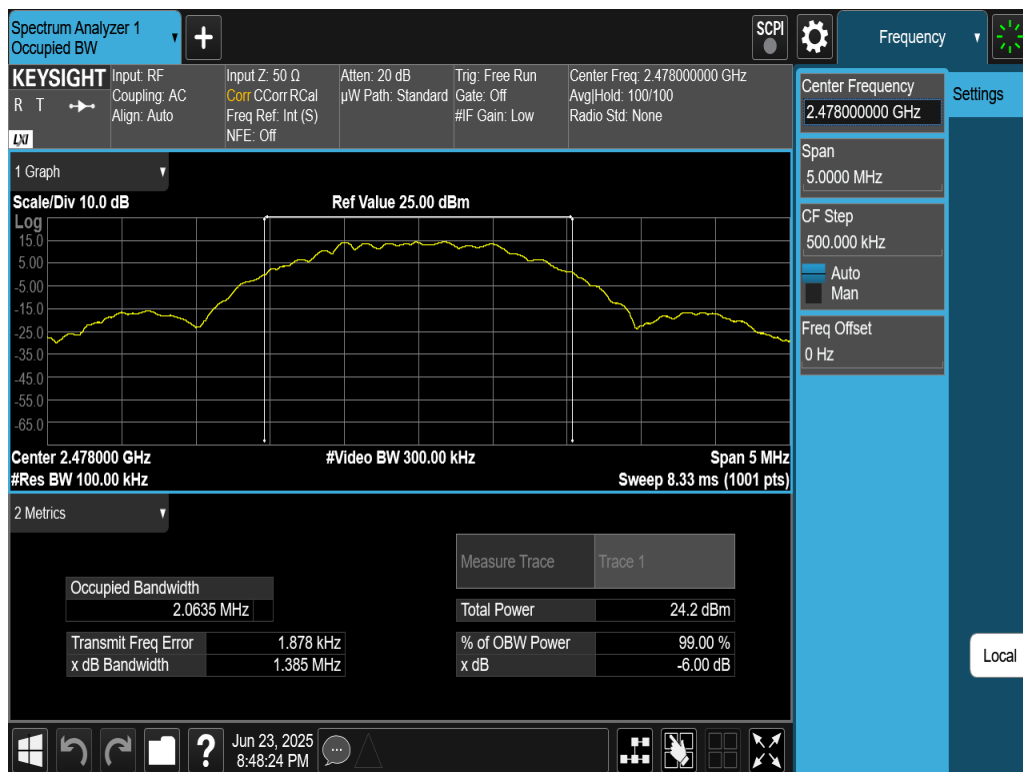 Spectrum Analyzer 1
Occupied BW
+
SCPI
Frequency
KEYSIGHT
R T
LXI
Input: RF
Coupling: AC
Align: Auto
Input Z: 50 Ω
Corr CCorr RCal
Freq Ref: Int (S)
NFE: Off
Atten: 20 dB
µW Path: Standard
Trig: Free Run
Gate: Off
#IF Gain: Low
Center Freq: 2.478000000 GHz
Avg|Hold: 100/100
Radio Std: None
Center Frequency
2.478000000 GHz
Settings
Span
5.0000 MHz
CF Step
500.000 kHz
Auto
Man
Freq Offset
0 Hz
Local
1 Graph
Scale/Div 10.0 dB
Ref Value 25.00 dBm
Log
15.0
5.00
-5.00
-15.0
-25.0
-35.0
-45.0
-55.0
-65.0
Center 2.478000 GHz
#Video BW 300.00 kHz
Span 5 MHz
#Res BW 100.00 kHz
Sweep 8.33 ms (1001 pts)
2 Metrics
Measure Trace
Trace 1
Occupied Bandwidth
2.0635 MHz
Total Power
24.2 dBm
Transmit Freq Error
1.878 kHz
% of OBW Power
99.00 %
x dB Bandwidth
1.385 MHz
x dB
-6.00 dB
?
Jun 23, 2025
8:48:24 PM